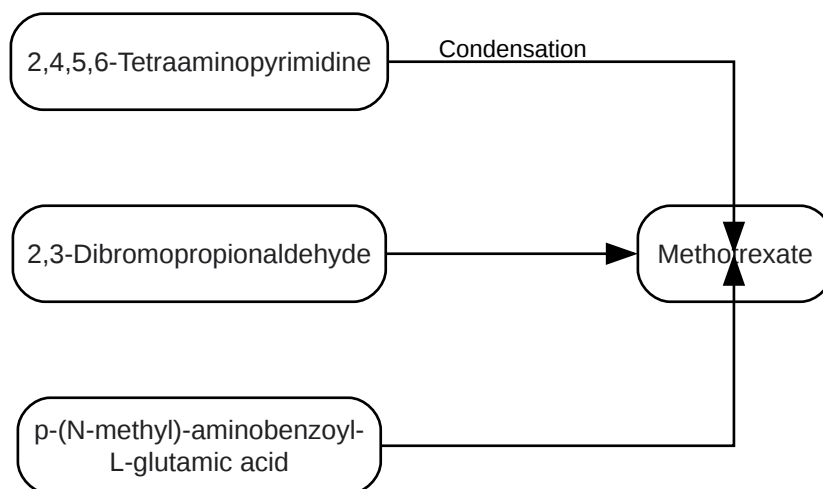 2,4,5,6-Tetraaminopyrimidine
Condensation
2,3-Dibromopropionaldehyde
Methotrexate
p-(N-methyl)-aminobenzoyl-
L-glutamic acid